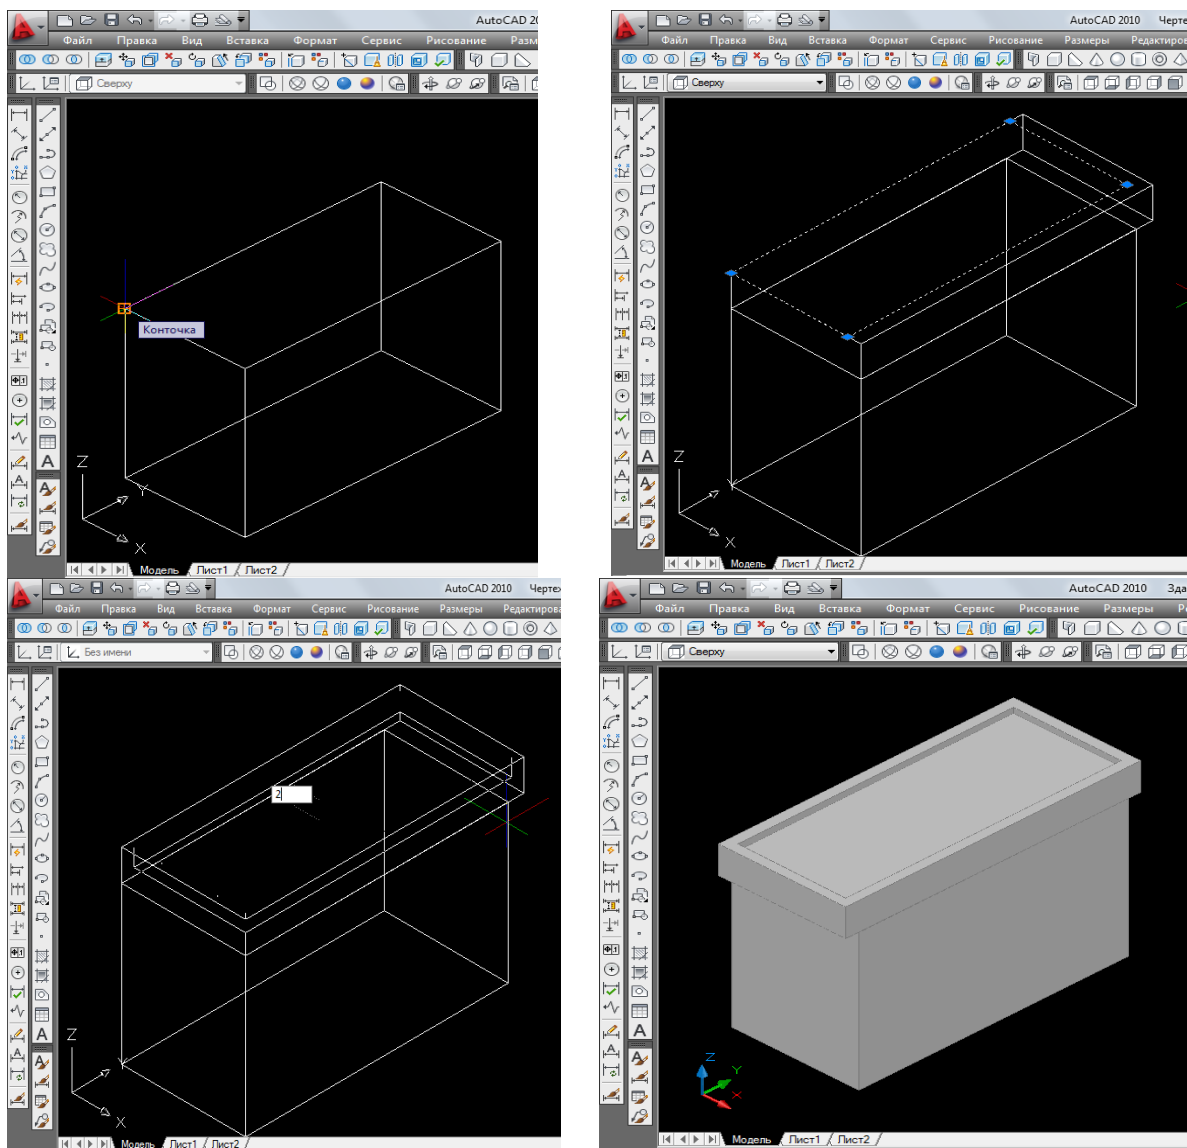 AutoCAD 20
Файл Правка Вид Вставка Формат Сервис Рисование Разм
Сверху
Конточка
Z
Y
X
A
A
A
Модель Лист1 Лист2
AutoCAD 2010 Черте
Файл Правка Вид Вставка Формат Сервис Рисование Размеры Редактиров
Сверху
Z
X
A
A
A
Модель Лист1 Лист2
AutoCAD 2010 Чертеж
Файл Правка Вид Вставка Формат Сервис Рисование Размеры Редактирова
Без имени
2
Z
X
A
A
A
Модель Лист1 Лист2
AutoCAD 2010 Зда
Файл Правка Вид Вставка Формат Сервис Рисование Размеры Р
Сверху
Z
Y
X
A
A
A
Модель Лист1 Лист2